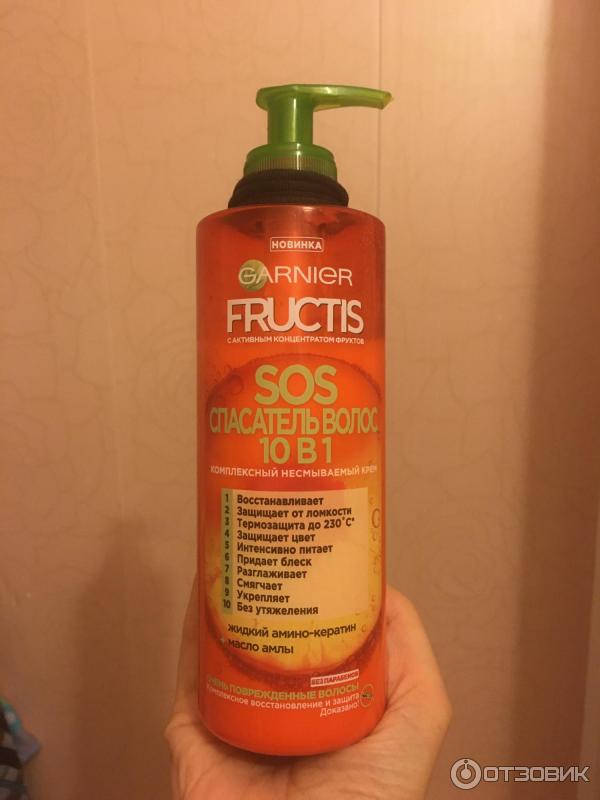 НОВИНКА
GARNIER
FRUCTIS
С АКТИВНЫМ КОНЦЕНТРАТОМ ФРУКТОВ
SOS
СПАСАТЕЛЬ ВОЛОС
10 В 1
КОМПЛЕКСНЫЙ НЕСМЫВАЕМЫЙ КРЕМ
1 Восстанавливает
2 Защищает от ломкости
3 Термозащита до 230°C*
4 Защищает цвет
5 Интенсивно питает
6 Придает блеск
7 Разглаживает
8 Смягчает
9 Укрепляет
10 Без утяжеления
жидкий амино-кератин
масло амлы
БЕЗ ПАРАБЕНОВ
ОЧЕНЬ ПОВРЕЖДЕННЫЕ ВОЛОСЫ
Комплексное восстановление и защита
Доказано
ОТЗОВИК